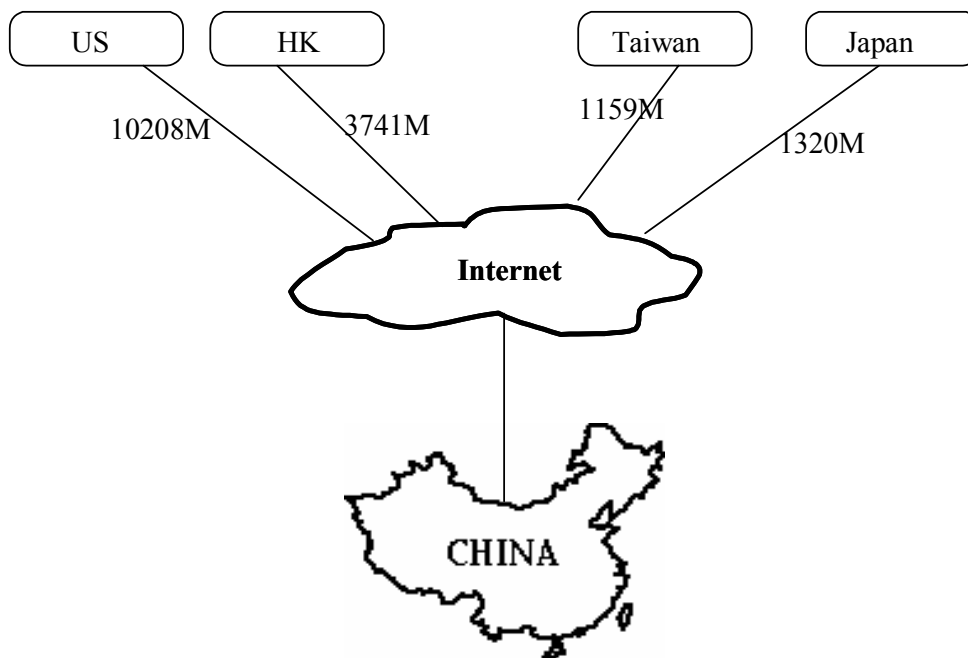 US
HK
Taiwan
Japan
10208M
3741M
1159M
1320M
Internet
CHINA